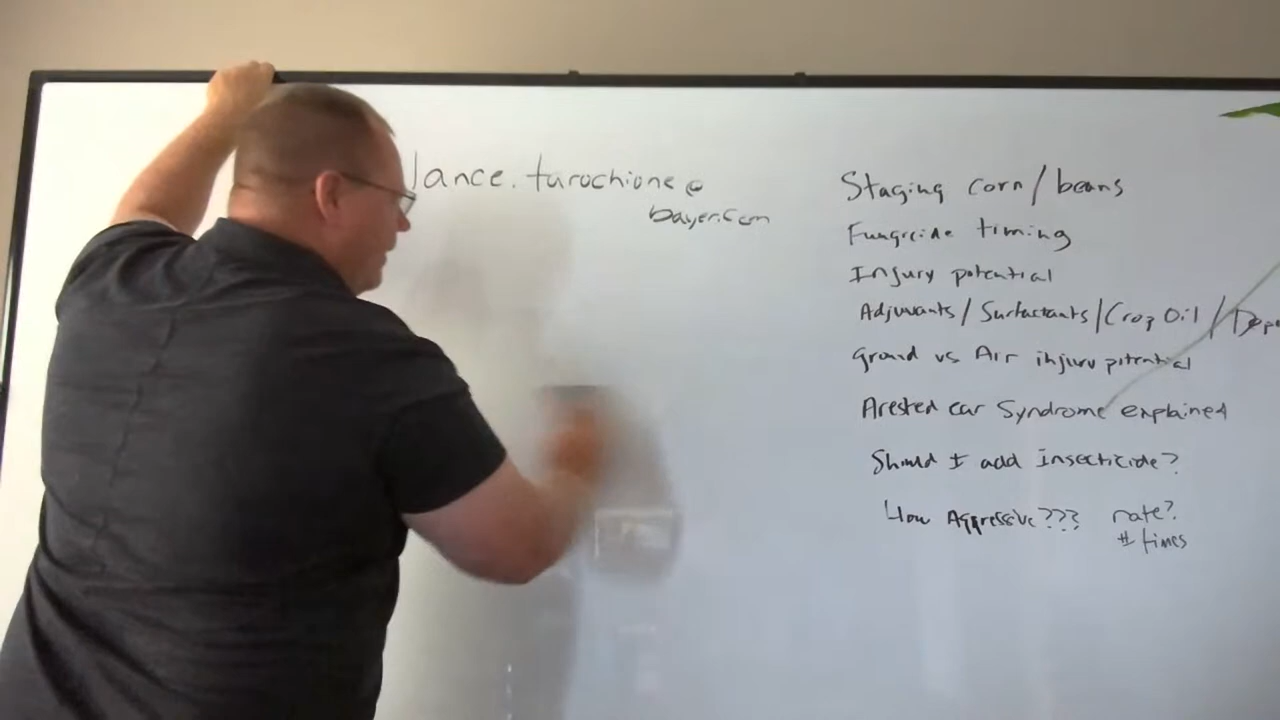 lance.turochione@
bayer.com
Staging corn/beans
Fungicide timing
Injury potential
Adjuvants/Surfactants/Crop Oil/
Ground vs Air injury potential
Arested ear Syndrome explained
Should I add Insecticide?
How Aggressive??? rate?
# times